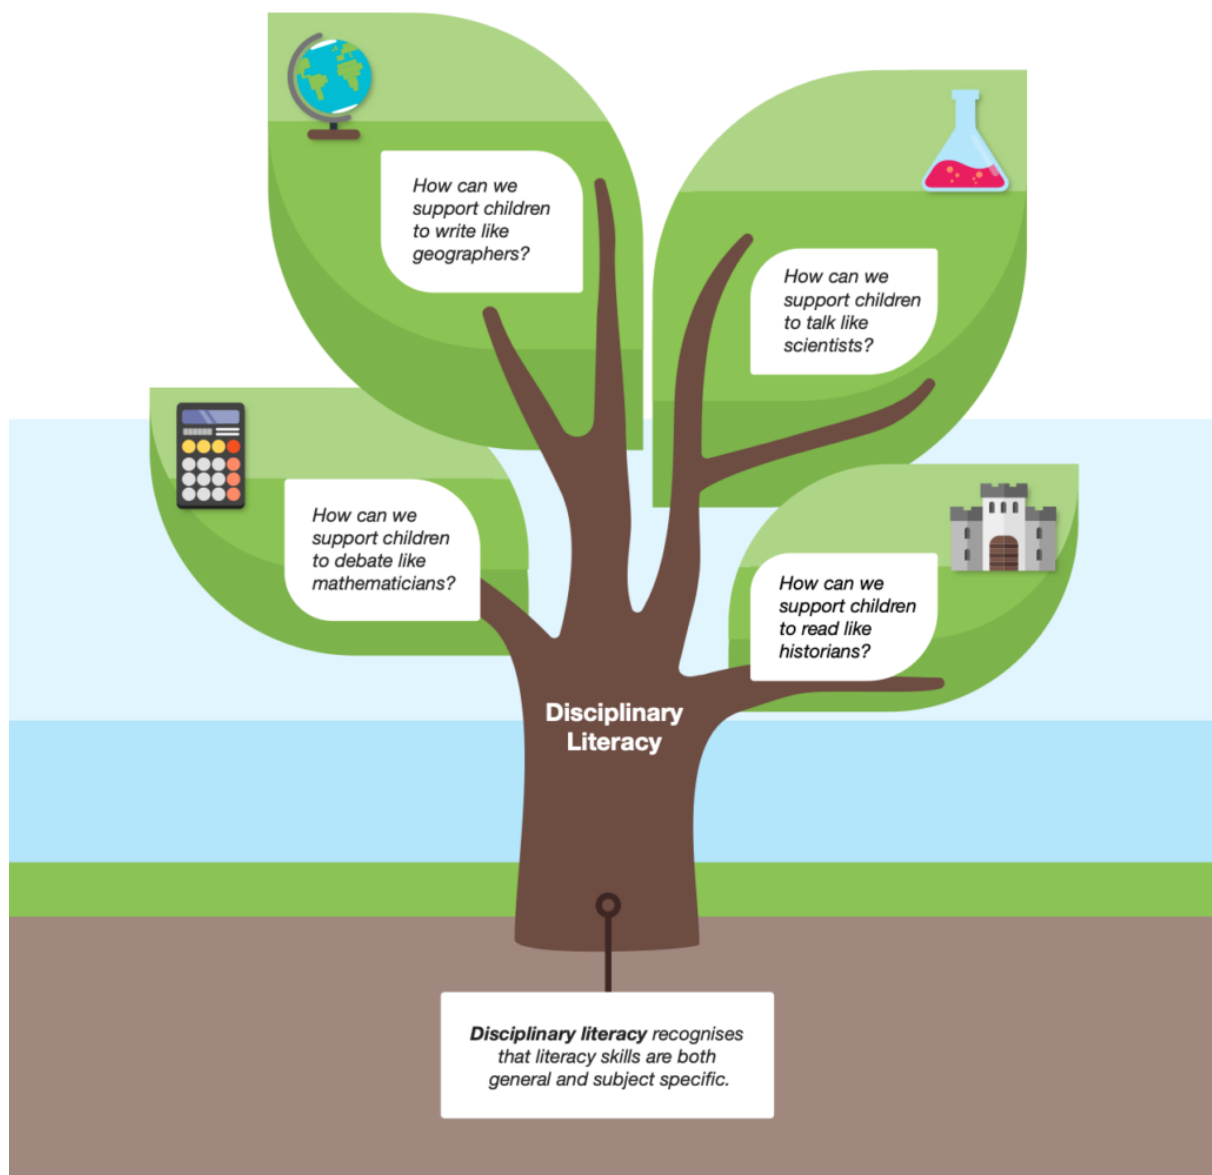 How can we
support children
to write like
geographers?
How can we
support children
to talk like
scientists?
How can we
support children
to debate like
mathematicians?
How can we
support children
to read like
historians?
Disciplinary
Literacy
Disciplinary literacy recognises
that literacy skills are both
general and subject specific.